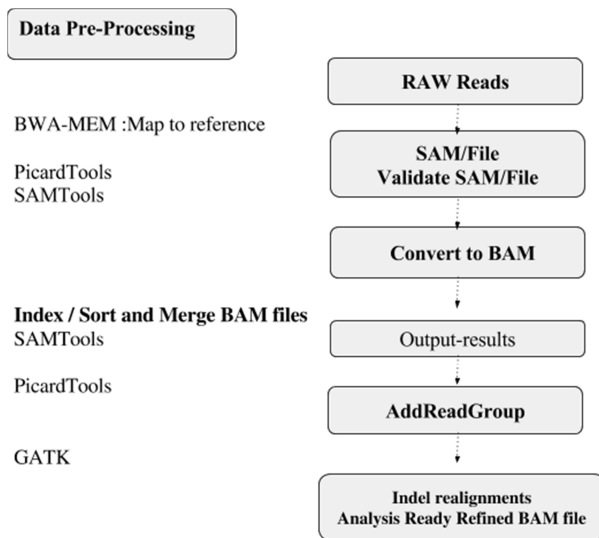 Data Pre-Processing
RAW Reads
BWA-MEM :Map to reference
SAM/File
Validate SAM/File
PicardTools
SAMTools
Convert to BAM
Index / Sort and Merge BAM files
SAMTools
Output-results
PicardTools
AddReadGroup
GATK
Indel realignments
Analysis Ready Refined BAM file